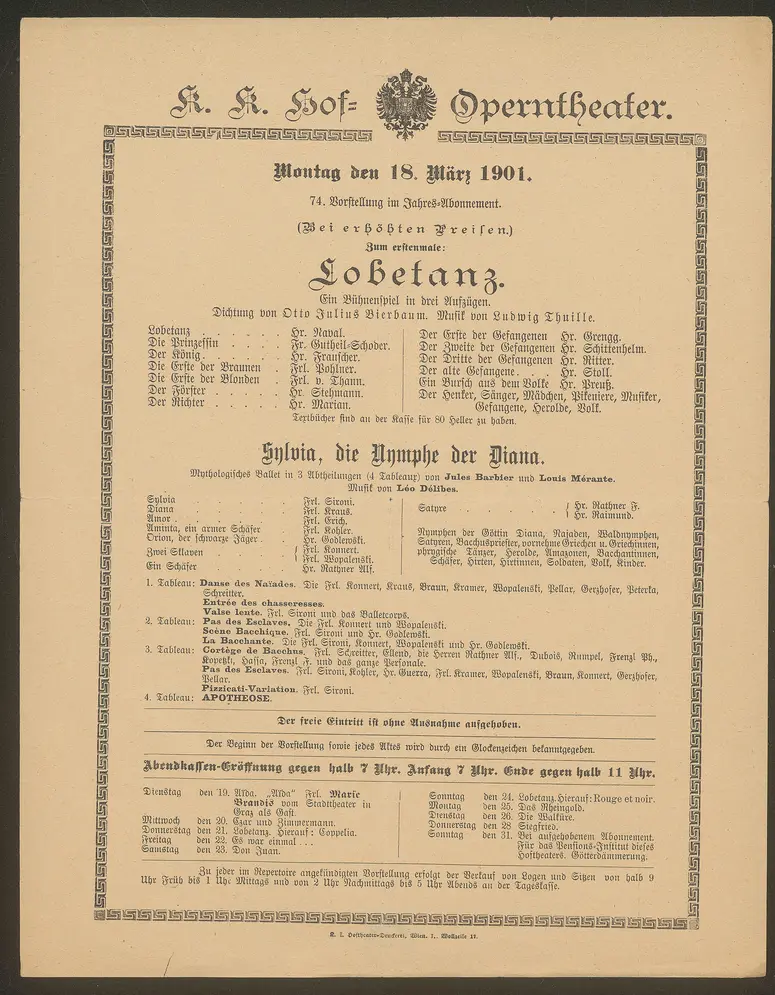 K. K. Hof= Operntheater.
Montag den 18. März 1901.
74. Vorstellung im Jahres-Abonnement.
(Bei erhöhten Preisen.)
Zum erstenmale:
Lobetanz.
Ein Bühnenspiel in drei Aufzügen.
Dichtung von Otto Julius Bierbaum. Musik von Ludwig Thuille.
Lobetanz . . . . . . Hr. Naval.
Die Prinzessin . . . . Fr. Gutheil-Schoder.
Der König . . . . . . Hr. Frauscher.
Die Erste der Braunen . Frl. Pohlner.
Die Erste der Blonden . Frl. v. Thann.
Der Förster . . . . . Hr. Stehmann.
Der Richter . . . . . Hr. Marian.
Der Erste der Gefangenen Hr. Grengg.
Der Zweite der Gefangenen Hr. Schittenhelm.
Der Dritte der Gefangenen Hr. Ritter.
Der alte Gefangene. . . Hr. Stoll.
Ein Bursch aus dem Volke Hr. Preuß.
Der Henker, Sänger, Mädchen, Pikeniere, Musiker,
Gefangene, Herolde, Volk.
Textbücher sind an der Kasse für 80 Heller zu haben.
Sylvia, die Nymphe der Diana.
Mythologisches Ballet in 3 Abtheilungen (4 Tableaux) von Jules Barbier und Louis Mérante.
Musik von Léo Délibes.
Sylvia . . . . . . Frl. Sironi.
Diana . . . . . . Frl. Kraus.
Amor . . . . . . Frl. Erich.
Aminta, ein armer Schäfer Frl. Kohler.
Orion, der schwarze Jäger . . Hr. Godlewski.
Zwei Sklaven . . . . { Frl. Konnert.
Frl. Wopalenski.
Ein Schäfer . . . . Hr. Rathner Alf.
Satyre . . . . . { Hr. Rathner F.
Hr. Raimund.
Nymphen der Göttin Diana, Najaden, Waldnymphen,
Satyren, Bacchuspriester, vornehme Griechen u. Griechinnen,
phrygische Tänzer, Herolde, Amazonen, Bacchantinnen,
Schäfer, Hirten, Hirtinnen, Soldaten, Volk, Kinder.
1. Tableau: Danse des Naïades. Die Frl. Konnert, Kraus, Braun, Kramer, Wopalenski, Pellar, Gerzhofer, Peterka,
Schreitter.
Entrée des chasseresses.
Valse lente. Frl. Sironi und das Balletcorps.
2. Tableau: Pas des Esclaves. Die Frl. Konnert und Wopalenski.
Scène Bacchique. Frl. Sironi und Hr. Godlewski.
La Bacchante. Die Frl. Sironi, Konnert, Wopalenski und Hr. Godlewski.
3. Tableau: Cortège de Bacchus. Frl. Schreitter, Ellend, die Herren Rathner Alf., Dubois, Rumpel, Frenzl Ph.,
Kopetzki, Hassa, Frenzl F. und das ganze Personale.
Pas des Esclaves. Frl. Sironi, Kohler, Hr. Guerra, Frl. Kramer, Wopalenski, Braun, Konnert, Gerzhofer,
Pellar.
Pizzicati-Variation. Frl. Sironi.
4. Tableau: APOTHEOSE.
Der freie Eintritt ist ohne Ausnahme aufgehoben.
Der Beginn der Vorstellung sowie jedes Aktes wird durch ein Glockenzeichen bekanntgegeben.
Abendkassen-Eröffnung gegen halb 7 Uhr. Anfang 7 Uhr. Ende gegen halb 11 Uhr.
Dienstag den 19. Aïda. „Aïda“ Frl. Marie
Brandis vom Stadttheater in
Graz als Gast.
Mittwoch den 20. Czar und Zimmermann.
Donnerstag den 21. Lobetanz. Hierauf: Coppelia.
Freitag den 22. Es war einmal . . .
Samstag den 23. Don Juan.
Sonntag den 24. Lobetanz. Hierauf: Rouge et noir.
Montag den 25. Das Rheingold.
Dienstag den 26. Die Walküre.
Donnerstag den 28 Siegfried.
Sonntag den 31. Bei aufgehobenem Abonnement.
Für das Pensions-Institut dieses
Hoftheaters. Götterdämmerung.
Zu jeder im Repertoire angekündigten Vorstellung erfolgt der Verkauf von Logen und Sitzen von halb 9
Uhr Früh bis 1 Uhr Mittags und von 2 Uhr Nachmittags bis 5 Uhr Abends an der Tageskasse.
K. k. Hoftheater-Druckerei, Wien, I., Wollzeile 17.